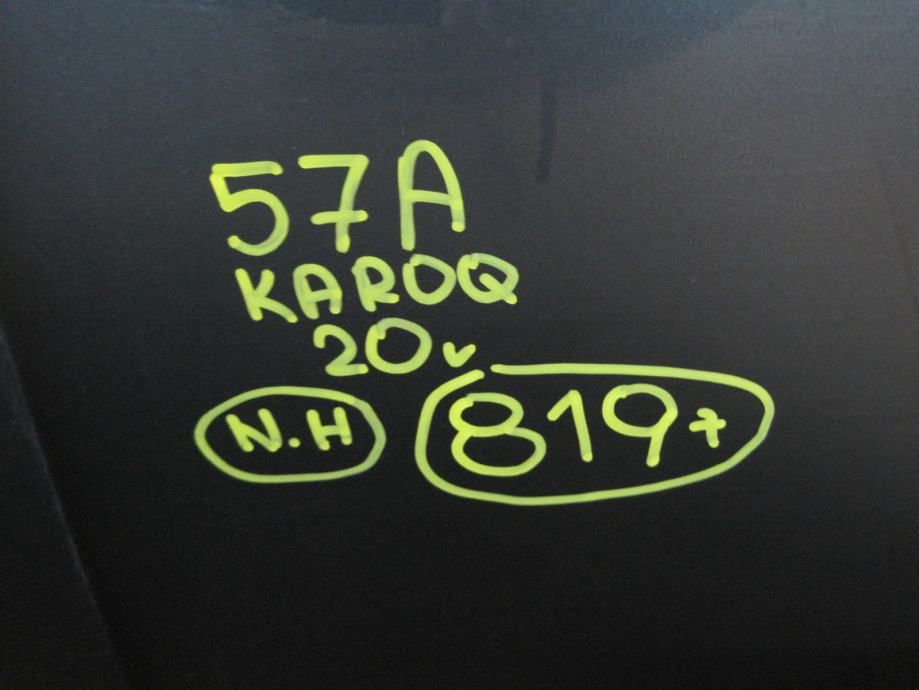 57A
KAROQ
20v
N.H 819+